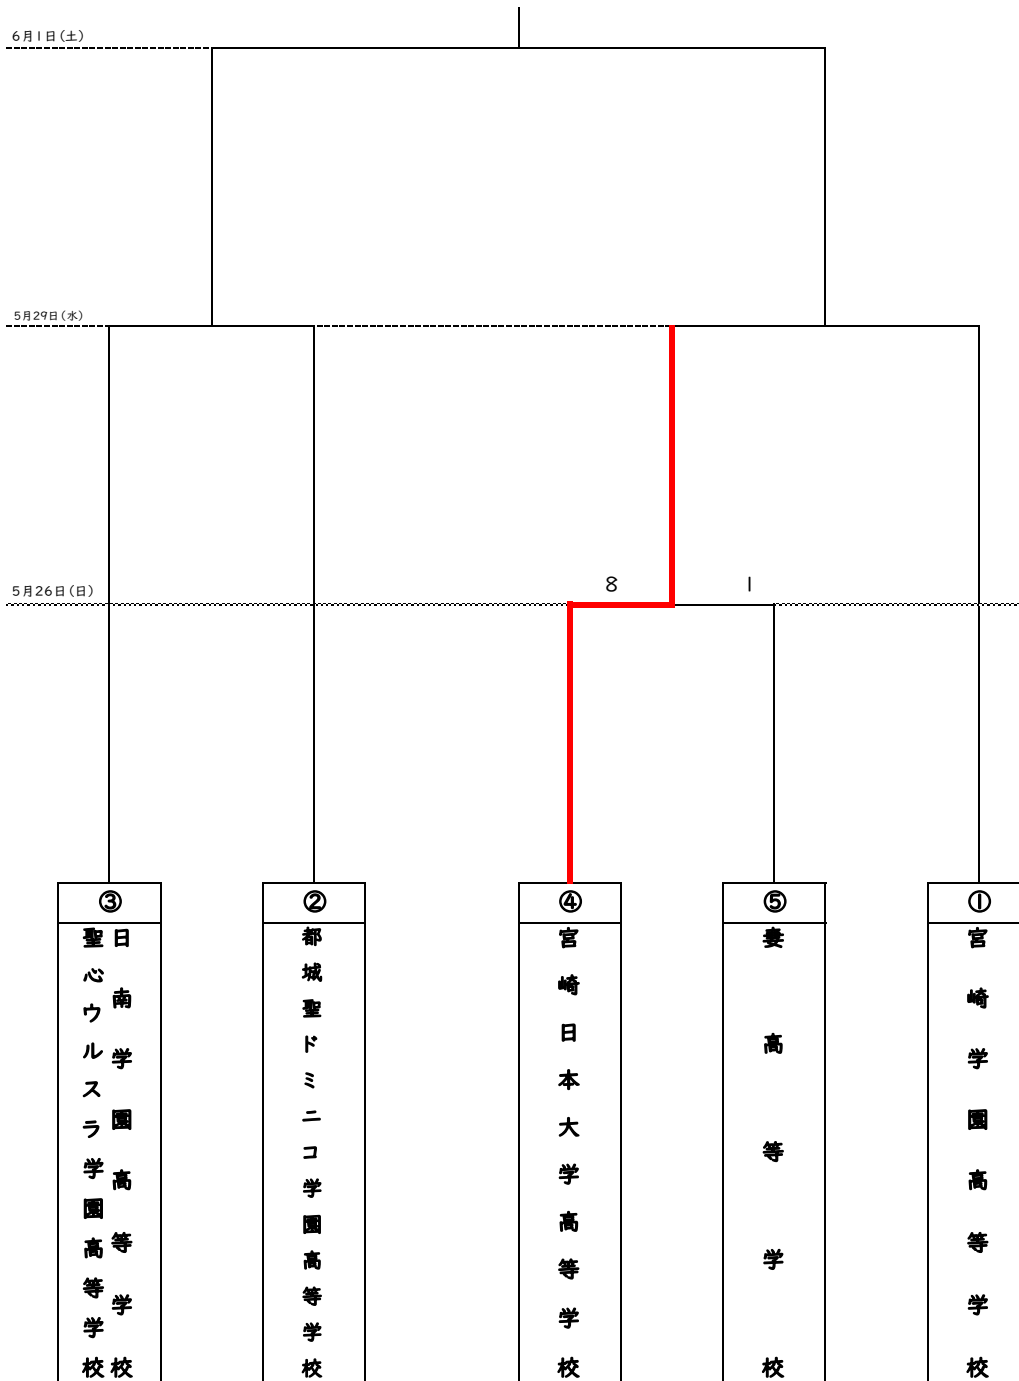 6月1日(土)
5月29日(水)
5月26日(日)
8
1
③
②
④
⑤
①
日南学園高等学校
聖心ウルスラ学園高等学校
都城聖ドミニコ学園高等学校
宮崎日本大学高等学校
妻高等学校
宮崎学園高等学校